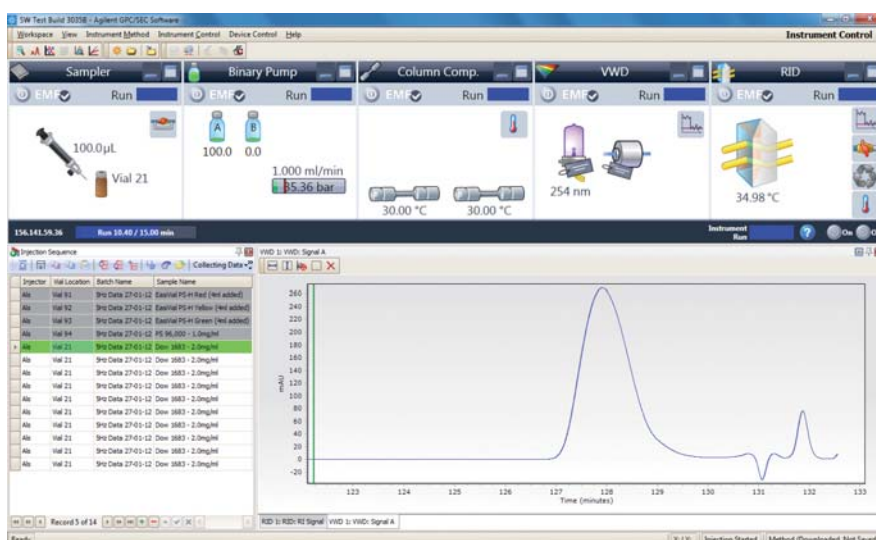 SW Test Build 30358 - Agilent GPC/SEC Software
Workspace View Instrument Method Instrument Control Device Control Help
Instrument Control
Sampler
Binary Pump
Column Comp.
VWD
RID
EMF Run
EMF Run
EMF Run
EMF Run
EMF Run
100.0µL
Vial 21
A B
100.0 0.0
1.000 ml/min
35.36 bar
30.00 °C 30.00 °C
254 nm
34.98 °C
156.141.59.36 Run 10.40 / 15.00 min
Instrument Run
? On
Injection Sequence
Collecting Data
Injector Vial Location Batch Name Sample Name
Als Vial 91 5Hz Data 27-01-12 EasiVial PS-H Red (4ml added)
Als Vial 92 5Hz Data 27-01-12 EasiVial PS-H Yellow (4ml added)
Als Vial 93 5Hz Data 27-01-12 EasiVial PS-H Green (4ml added)
Als Vial 94 5Hz Data 27-01-12 PS 96,000 - 1.0mg/ml
Als Vial 21 5Hz Data 27-01-12 Dow 1683 - 2.0mg/ml
Als Vial 21 5Hz Data 27-01-12 Dow 1683 - 2.0mg/ml
Als Vial 21 5Hz Data 27-01-12 Dow 1683 - 2.0mg/ml
Als Vial 21 5Hz Data 27-01-12 Dow 1683 - 2.0mg/ml
Als Vial 21 5Hz Data 27-01-12 Dow 1683 - 2.0mg/ml
Als Vial 21 5Hz Data 27-01-12 Dow 1683 - 2.0mg/ml
Als Vial 21 5Hz Data 27-01-12 Dow 1683 - 2.0mg/ml
Als Vial 21 5Hz Data 27-01-12 Dow 1683 - 2.0mg/ml
Als Vial 21 5Hz Data 27-01-12 Dow 1683 - 2.0mg/ml
Als Vial 21 5Hz Data 27-01-12 Dow 1683 - 2.0mg/ml
Record 5 of 14
VWD 1: VWD: Signal A
260
240
220
200
180
160
140
120
100
80
60
40
20
0
-20
mAU
123 124 125 126 127 128 129 130 131 132 133
Time (minutes)
RID 1: RID: RI Signal VWD 1: VWD: Signal A
Ready
X: / Y: Injection Started Method (Downloaded, Not Saved